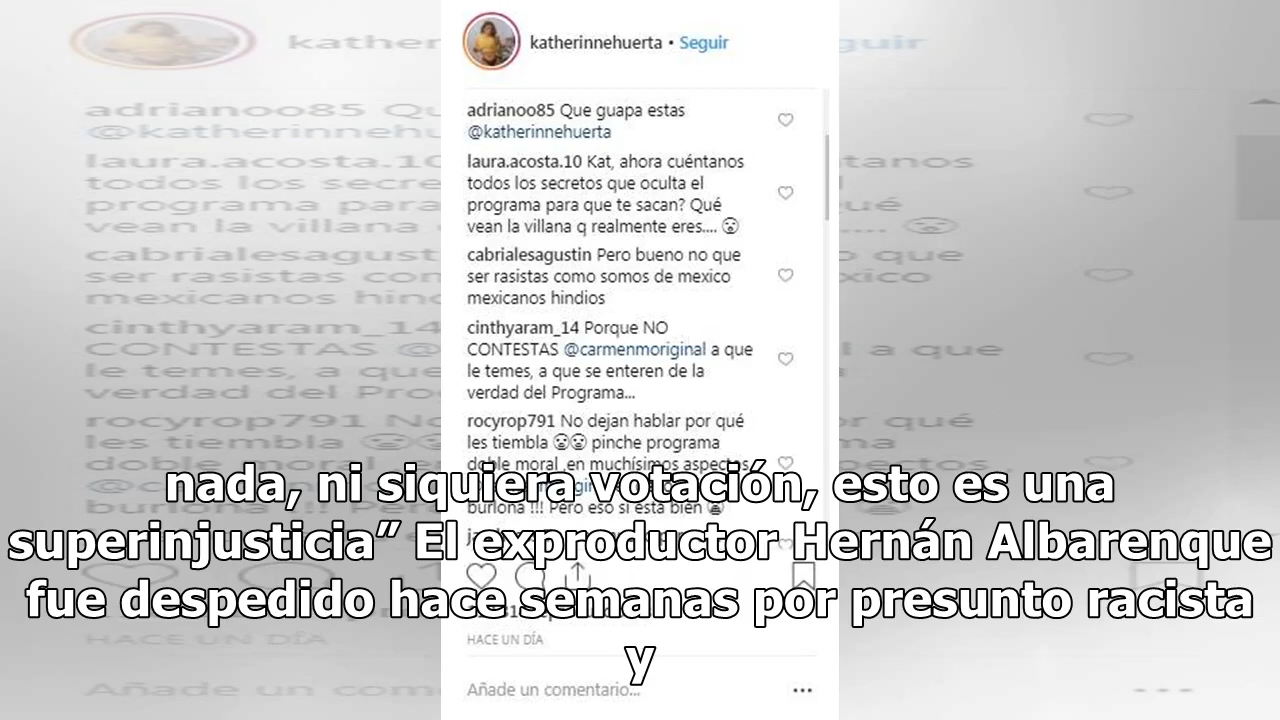 katherinnehuerta • Seguir
adrianoo85 Que guapa estas
@katherinnehuerta
laura.acosta.10 Kat, ahora cuéntanos
todos los secretos que oculta el
programa para que te sacan? Qué
vean la villana q realmente eres....
cabrialesagustin Pero bueno no que
ser rasistas como somos de mexico
mexicanos hindios
cinthyaram_14 Porque NO
CONTESTAS @carmenmoriginal a que
le temes, a que se enteren de la
verdad del Programa...
rocyrop791 No dejan hablar por qué
les tiembla pinche programa
doble moral ,en muchísimos aspectos
burlona !!! Pero eso si esta bien
nada, ni siquiera votación, esto es una
superinjusticia” El exproductor Hernán Albarenque
fue despedido hace semanas por presunto racista
y
HACE UN DÍA
Añade un comentario...